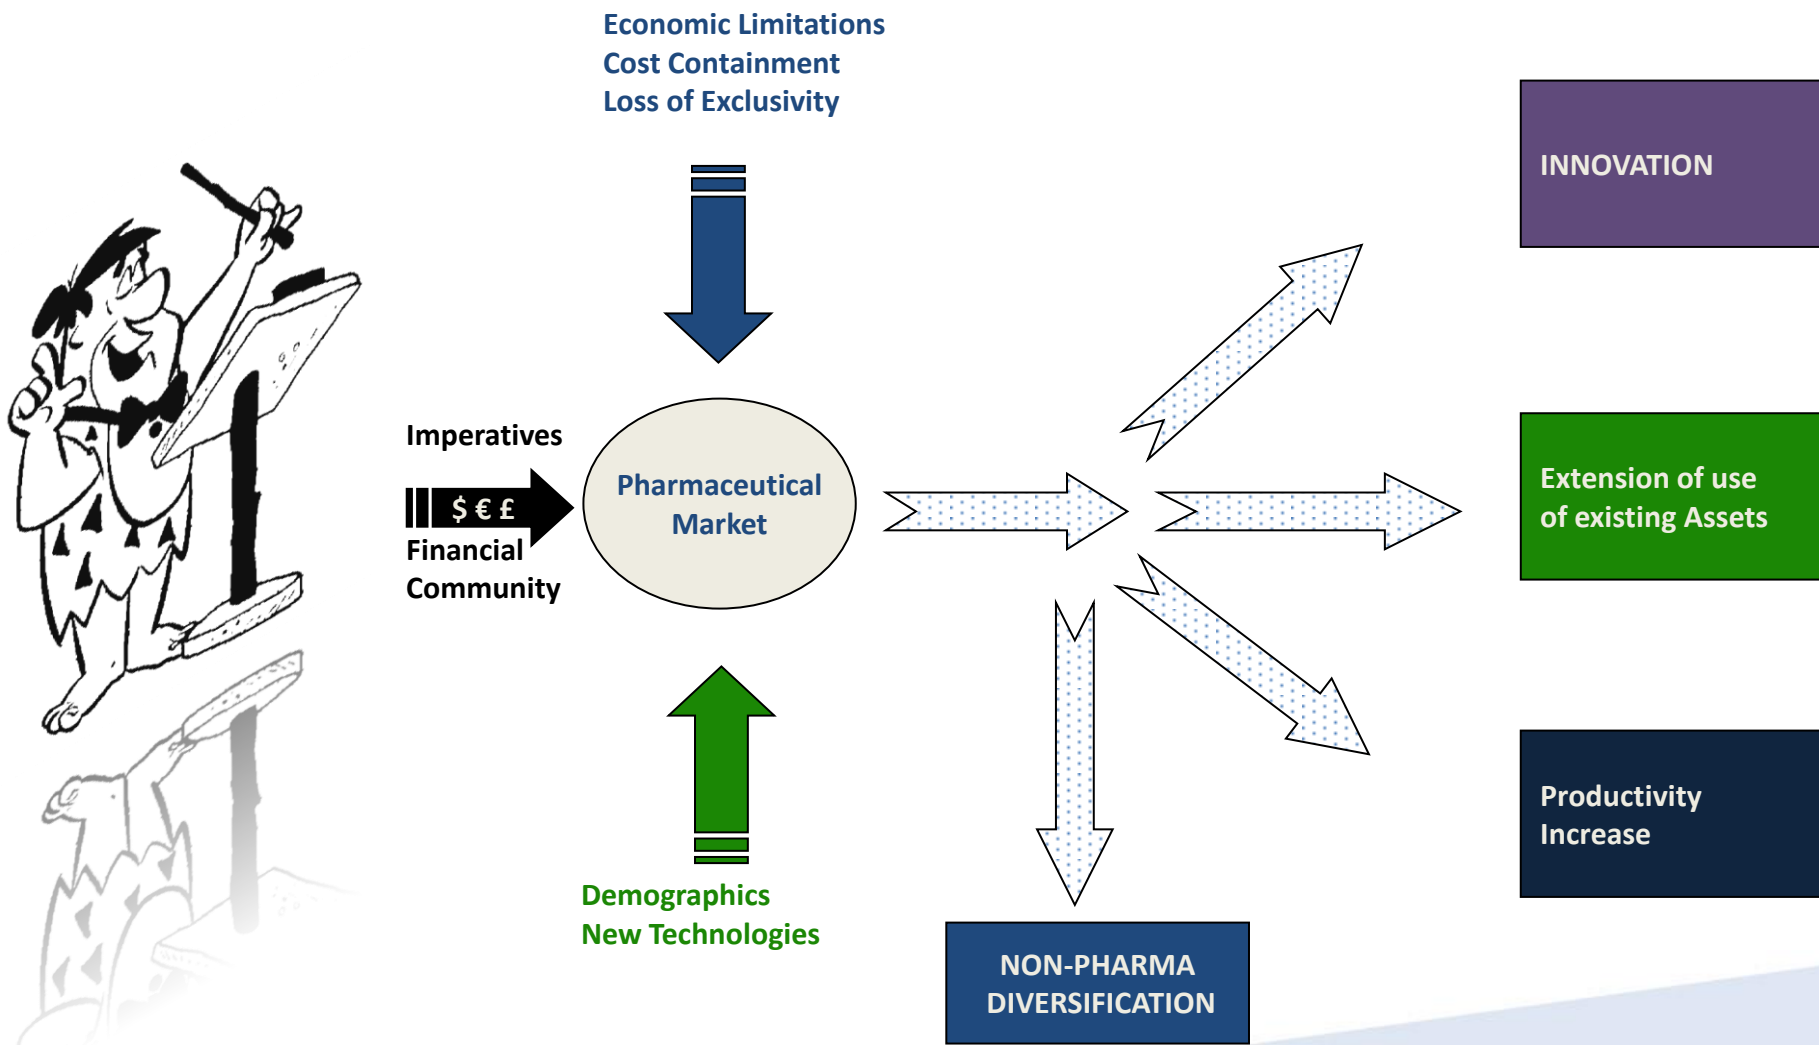 Economic Limitations
Cost Containment
Loss of Exclusivity
INNOVATION
Imperatives
$ € £
Financial
Community
Pharmaceutical
Market
Extension of use
of existing Assets
Productivity
Increase
Demographics
New Technologies
NON-PHARMA
DIVERSIFICATION